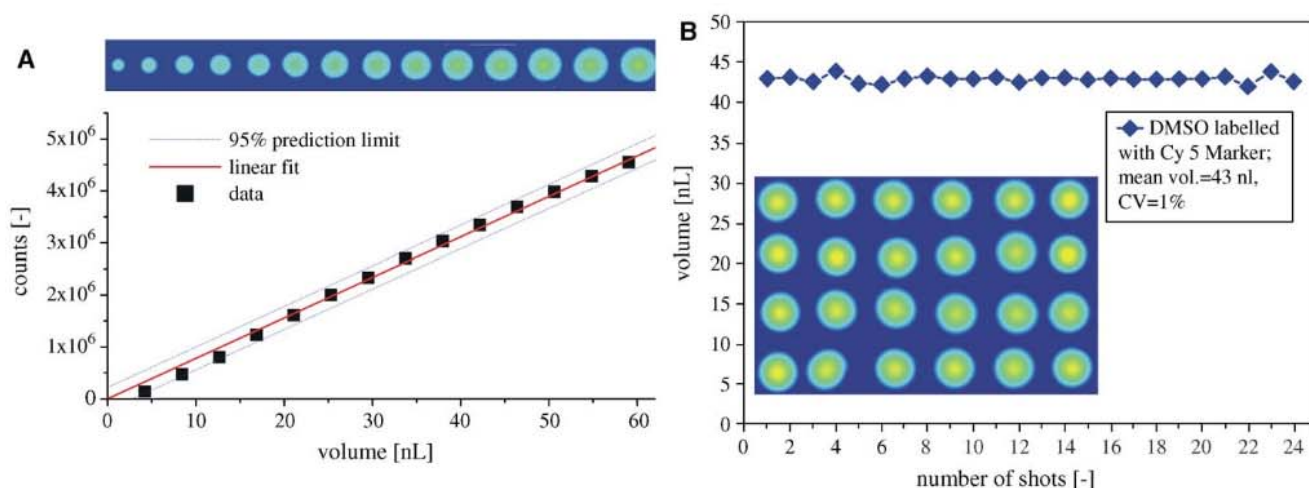 A
5x10⁶
4x10⁶
3x10⁶
2x10⁶
1x10⁶
0
counts [-]
95% prediction limit
linear fit
data
0 10 20 30 40 50 60
volume [nL]
B
50
45
40
35
30
25
20
15
10
5
0
volume [nL]
DMSO labelled
with Cy 5 Marker;
mean vol.=43 nl,
CV=1%
0 2 4 6 8 10 12 14 16 18 20 22 24
number of shots [-]